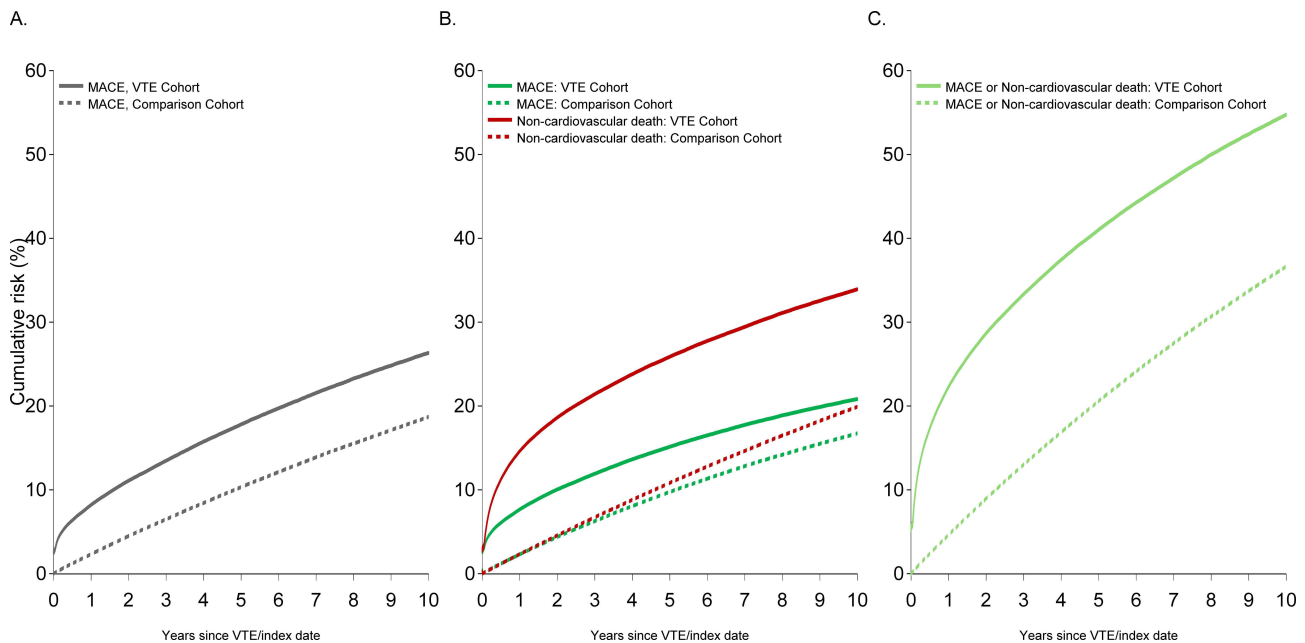 A.
B.
C.
Cumulative risk (%)
60
50
40
30
20
10
0
MACE, VTE Cohort
MACE, Comparison Cohort
0 1 2 3 4 5 6 7 8 9 10
Years since VTE/index date
60
50
40
30
20
10
0
MACE: VTE Cohort
MACE: Comparison Cohort
Non-cardiovascular death: VTE Cohort
Non-cardiovascular death: Comparison Cohort
0 1 2 3 4 5 6 7 8 9 10
Years since VTE/index date
60
50
40
30
20
10
0
MACE or Non-cardiovascular death: VTE Cohort
MACE or Non-cardiovascular death: Comparison Cohort
0 1 2 3 4 5 6 7 8 9 10
Years since VTE/index date